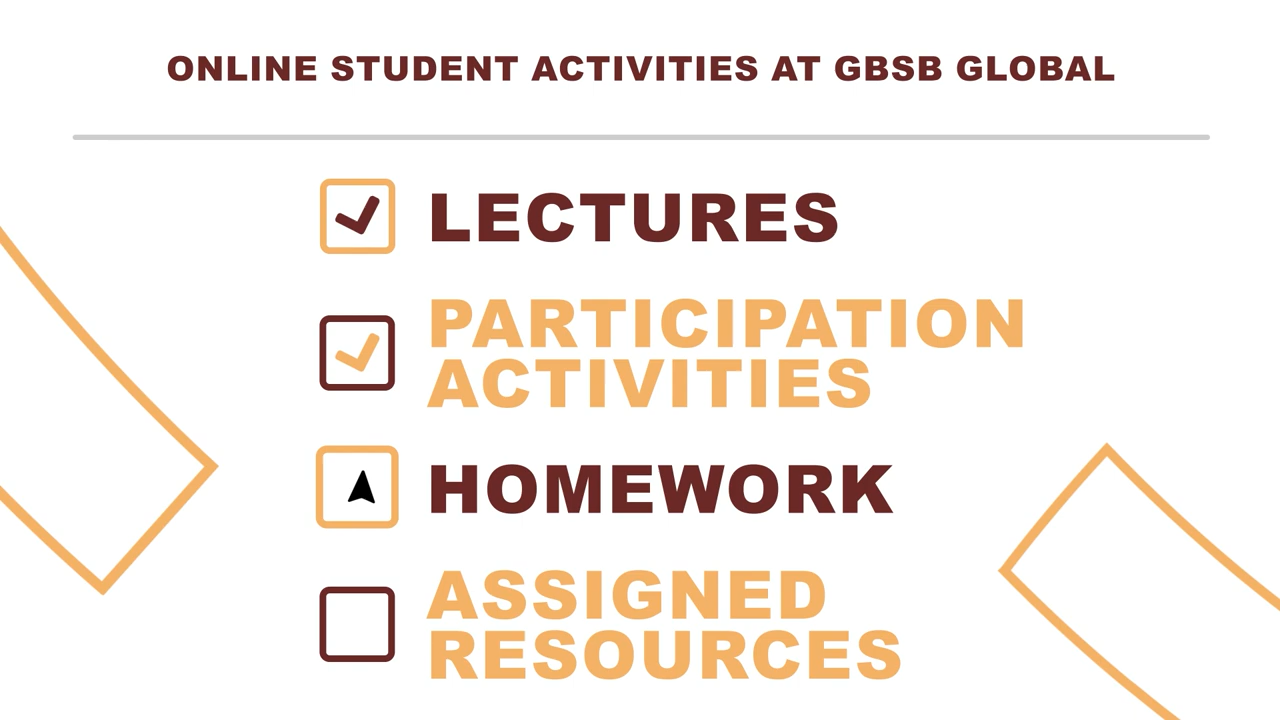 ONLINE STUDENT ACTIVITIES AT GBSB GLOBAL
LECTURES
PARTICIPATION
ACTIVITIES
HOMEWORK
ASSIGNED
RESOURCES